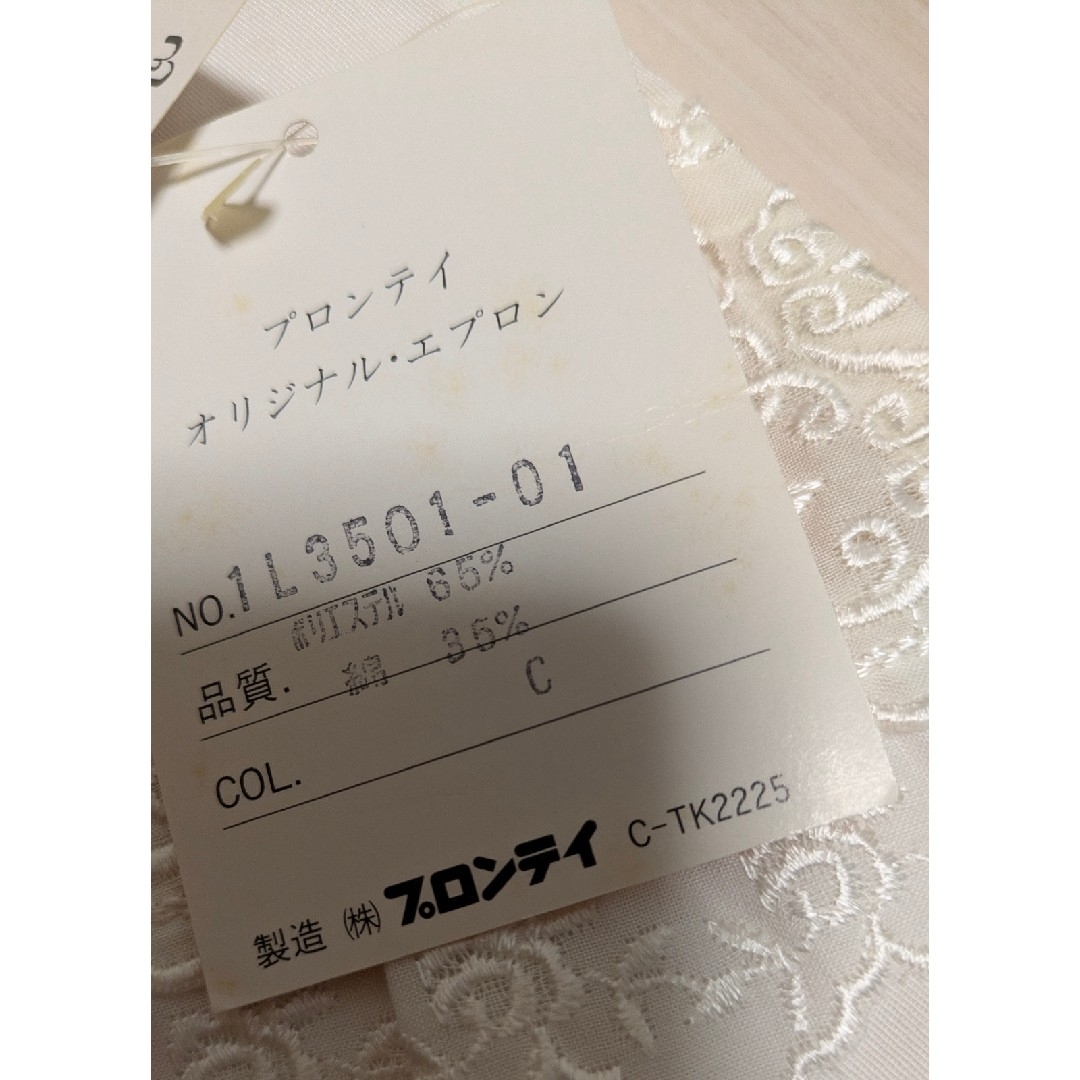 プロンテイ
オリジナル・エプロン
NO.1L3501-01
ポリエステル 65%
品質. 綿 35%
COL. C
製造 ㈱プロンテイ C-TK2225